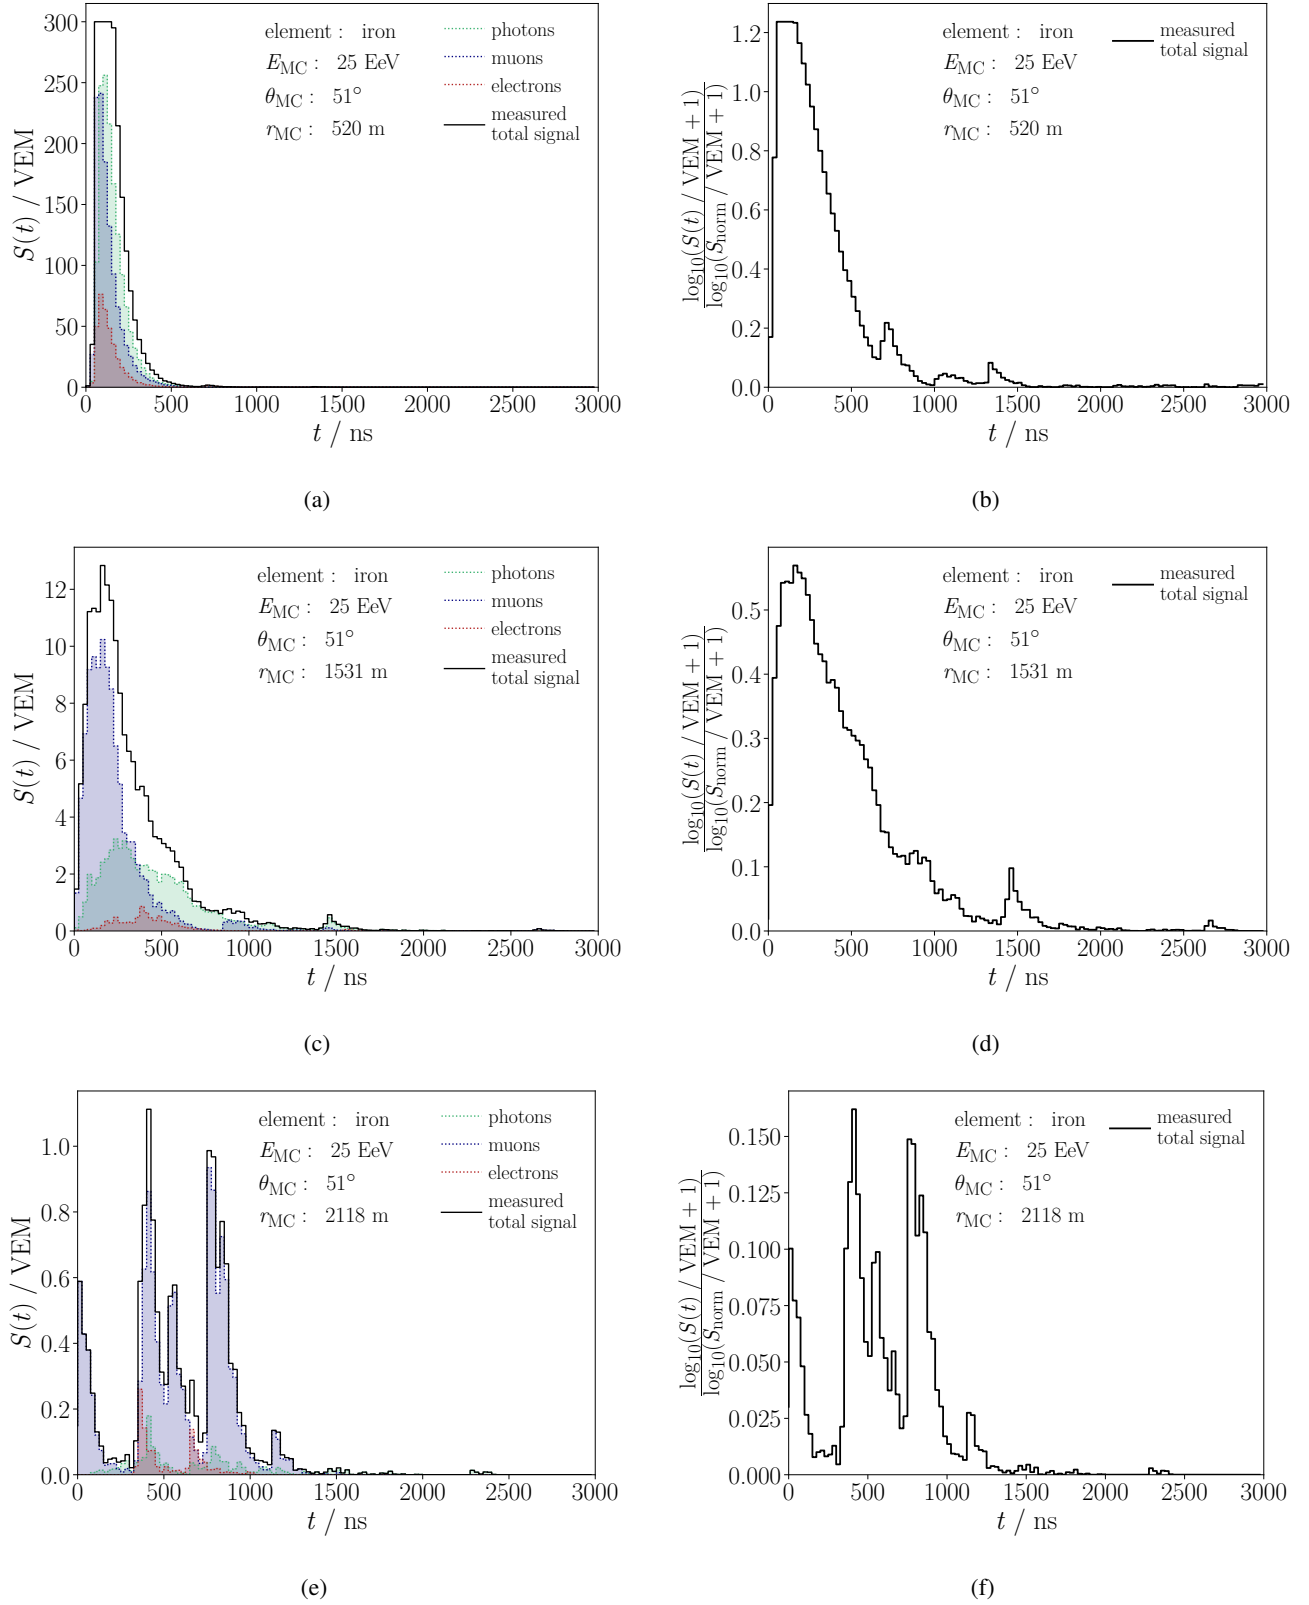 300
250
200
150
100
50
0
S(t) / VEM
0 500 1000 1500 2000 2500 3000
t / ns
element : iron
E_MC : 25 EeV
θ_MC : 51°
r_MC : 520 m
photons
muons
electrons
measured
total signal
(a)
1.2
1.0
0.8
0.6
0.4
0.2
0.0
log₁₀(S(t) / VEM + 1)
log₁₀(S_norm / VEM + 1)
0 500 1000 1500 2000 2500 3000
t / ns
element : iron
E_MC : 25 EeV
θ_MC : 51°
r_MC : 520 m
measured
total signal
(b)
12
10
8
6
4
2
0
S(t) / VEM
0 500 1000 1500 2000 2500 3000
t / ns
element : iron
E_MC : 25 EeV
θ_MC : 51°
r_MC : 1531 m
photons
muons
electrons
measured
total signal
(c)
0.5
0.4
0.3
0.2
0.1
0.0
log₁₀(S(t) / VEM + 1)
log₁₀(S_norm / VEM + 1)
0 500 1000 1500 2000 2500 3000
t / ns
element : iron
E_MC : 25 EeV
θ_MC : 51°
r_MC : 1531 m
measured
total signal
(d)
1.0
0.8
0.6
0.4
0.2
0.0
S(t) / VEM
0 500 1000 1500 2000 2500 3000
t / ns
element : iron
E_MC : 25 EeV
θ_MC : 51°
r_MC : 2118 m
photons
muons
electrons
measured
total signal
(e)
0.150
0.125
0.100
0.075
0.050
0.025
0.000
log₁₀(S(t) / VEM + 1)
log₁₀(S_norm / VEM + 1)
0 500 1000 1500 2000 2500 3000
t / ns
element : iron
E_MC : 25 EeV
θ_MC : 51°
r_MC : 2118 m
measured
total signal
(f)